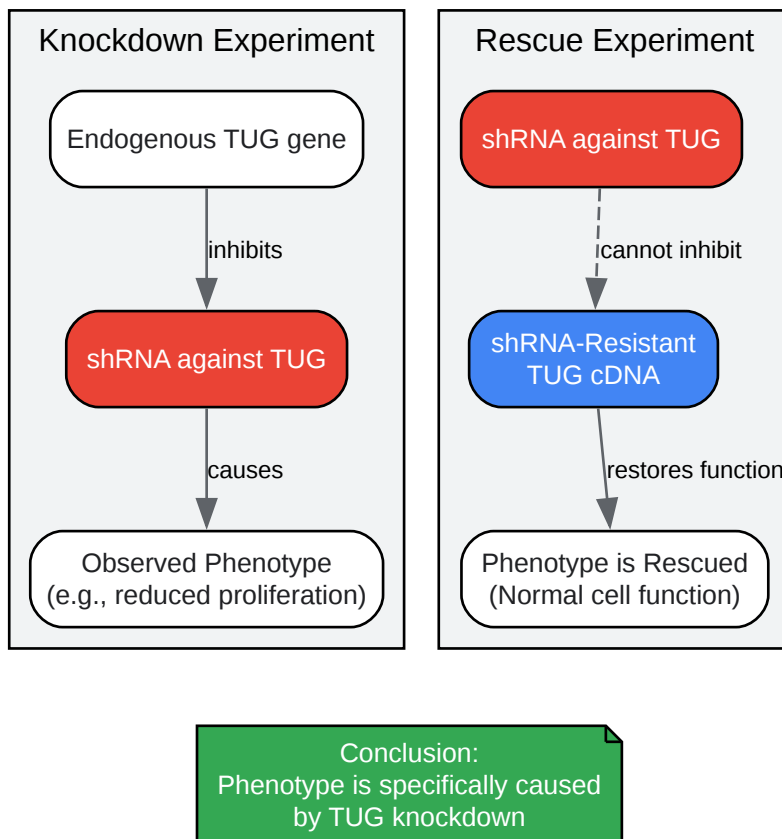 Knockdown Experiment
Endogenous TUG gene
inhibits
shRNA against TUG
causes
Observed Phenotype
(e.g., reduced proliferation)
Rescue Experiment
shRNA against TUG
cannot inhibit
shRNA-Resistant
TUG cDNA
restores function
Phenotype is Rescued
(Normal cell function)
Conclusion:
Phenotype is specifically caused
by TUG knockdown